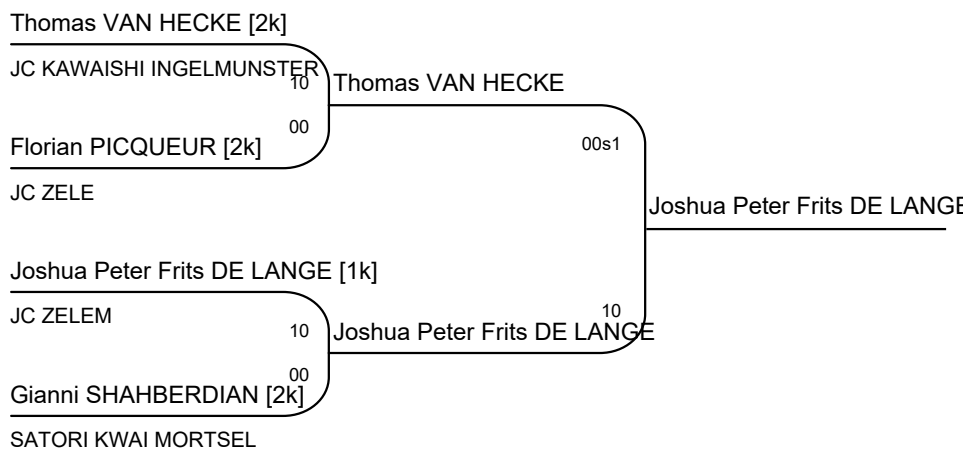 Thomas VAN HECKE [2k]
JC KAWAISHI INGELMUNSTER
10
Thomas VAN HECKE
00
Florian PICQUEUR [2k]
00s1
JC ZELE
Joshua Peter Frits DE LANGE
Joshua Peter Frits DE LANGE [1k]
JC ZELEM
10
10
Joshua Peter Frits DE LANGE
00
Gianni SHAHBERDIAN [2k]
SATORI KWAI MORTSEL